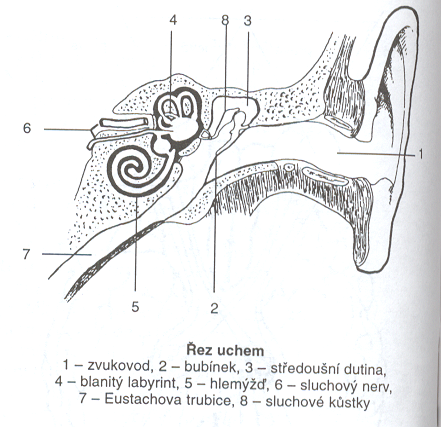 4 8 3
6
1
7
5 2
Řez uchem
1 – zvukovod, 2 – bubínek, 3 – středoušní dutina,
4 – blanitý labyrint, 5 – hlemýžď, 6 – sluchový nerv,
7 – Eustachova trubice, 8 – sluchové kůstky